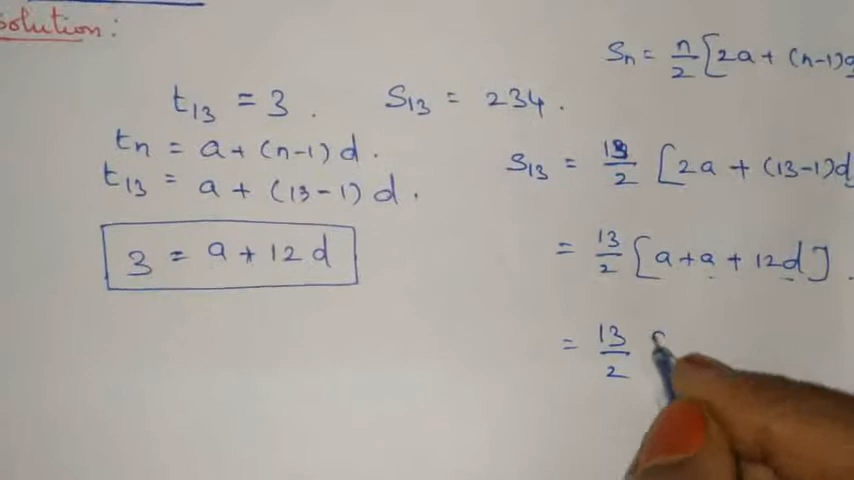 solution:
Sn = n/2 [2a + (n-1)d
t13 = 3 . S13 = 234 .
tn = a + (n-1) d .
t13 = a + (13-1) d .
S13 = 13/2 [2a + (13-1)d
3 = a + 12d
= 13/2 [a + a + 12d] .
= 13/2